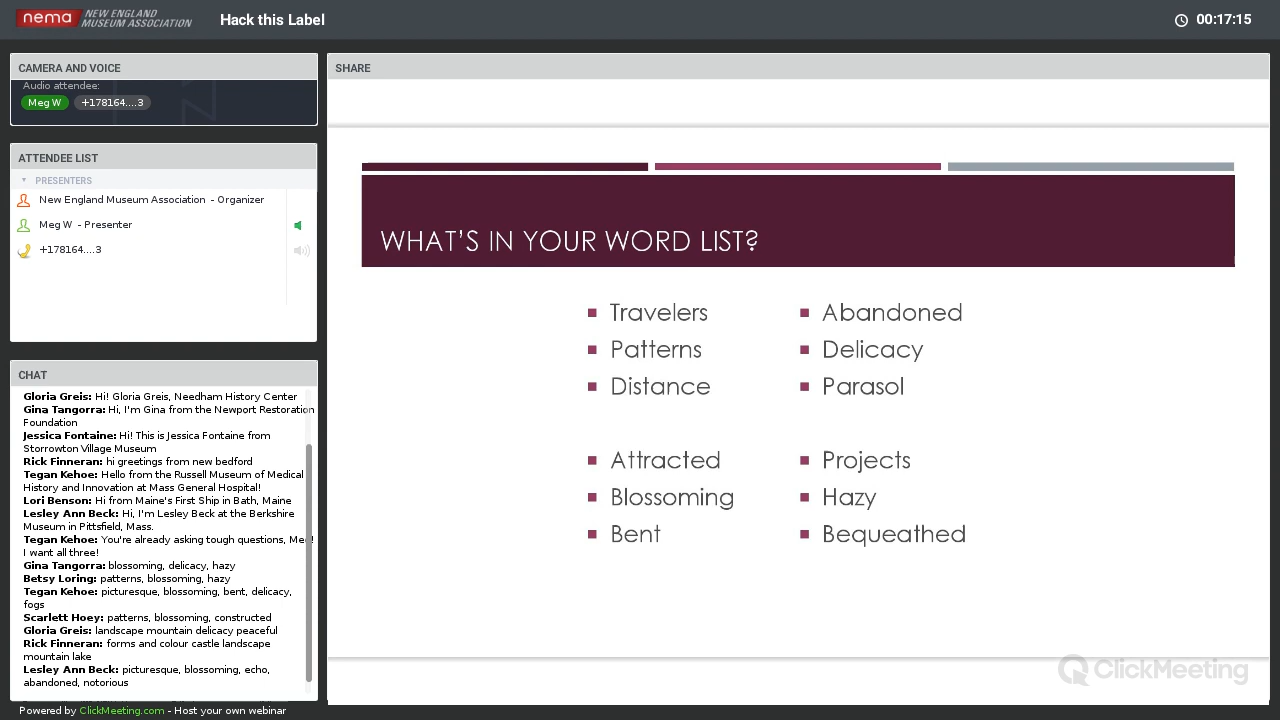 nema NEW ENGLAND
MUSEUM ASSOCIATION
Hack this Label
00:17:15
CAMERA AND VOICE
Audio attendee:
Meg W
+178164....3
ATTENDEE LIST
PRESENTERS
New England Museum Association - Organizer
Meg W - Presenter
+178164....3
CHAT
Gloria Greis: Hi! Gloria Greis, Needham History Center
Gina Tangorra: Hi, I'm Gina from the Newport Restoration
Foundation
Jessica Fontaine: Hi! This is Jessica Fontaine from
Storrowton Village Museum
Rick Finneran: hi greetings from new bedford
Tegan Kehoe: Hello from the Russell Museum of Medical
History and Innovation at Mass General Hospital!
Lori Benson: Hi from Maine's First Ship in Bath, Maine
Lesley Ann Beck: Hi, I'm Lesley Beck at the Berkshire
Museum in Pittsfield, Mass.
Tegan Kehoe: You're already asking tough questions, Meg!
I want all three!
Gina Tangorra: blossoming, delicacy, hazy
Betsy Loring: patterns, blossoming, hazy
Tegan Kehoe: picturesque, blossoming, bent, delicacy,
fogs
Scarlett Hoey: patterns, blossoming, constructed
Gloria Greis: landscape mountain delicacy peaceful
Rick Finneran: forms and colour castle landscape
mountain lake
Lesley Ann Beck: picturesque, blossoming, echo,
abandoned, notorious
Powered by ClickMeeting.com - Host your own webinar
SHARE
WHAT'S IN YOUR WORD LIST?
Travelers
Patterns
Distance
Attracted
Blossoming
Bent
Abandoned
Delicacy
Parasol
Projects
Hazy
Bequeathed
ClickMeeting